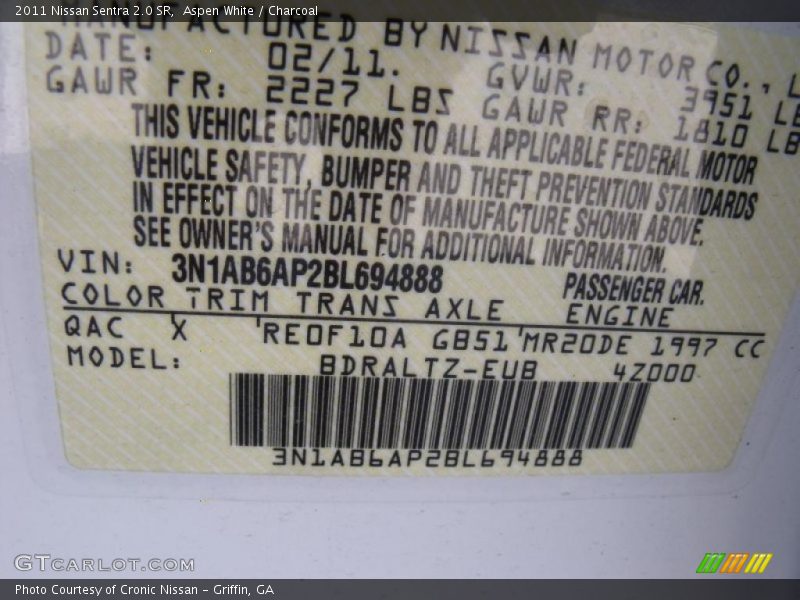 2011 Nissan Sentra 2.0 SR,  Aspen White / Charcoal
MANUFACTURED BY NISSAN MOTOR CO., L
DATE: 02/11. GVWR: 3951 LB
GAWR FR: 2227 LBS GAWR RR: 1810 LB
THIS VEHICLE CONFORMS TO ALL APPLICABLE FEDERAL MOTOR
VEHICLE SAFETY, BUMPER AND THEFT PREVENTION STANDARDS
IN EFFECT ON THE DATE OF MANUFACTURE SHOWN ABOVE.
SEE OWNER'S MANUAL FOR ADDITIONAL INFORMATION.
VIN: 3N1AB6AP2BL694888 PASSENGER CAR.
COLOR TRIM TRANS AXLE ENGINE
QAC X RE0F10A GB51 MR20DE 1997 CC
MODEL: BDRALTZ-EUB 4Z000
3N1AB6AP2BL694888
GTCARLOT.COM
Photo Courtesy of Cronic Nissan - Griffin, GA